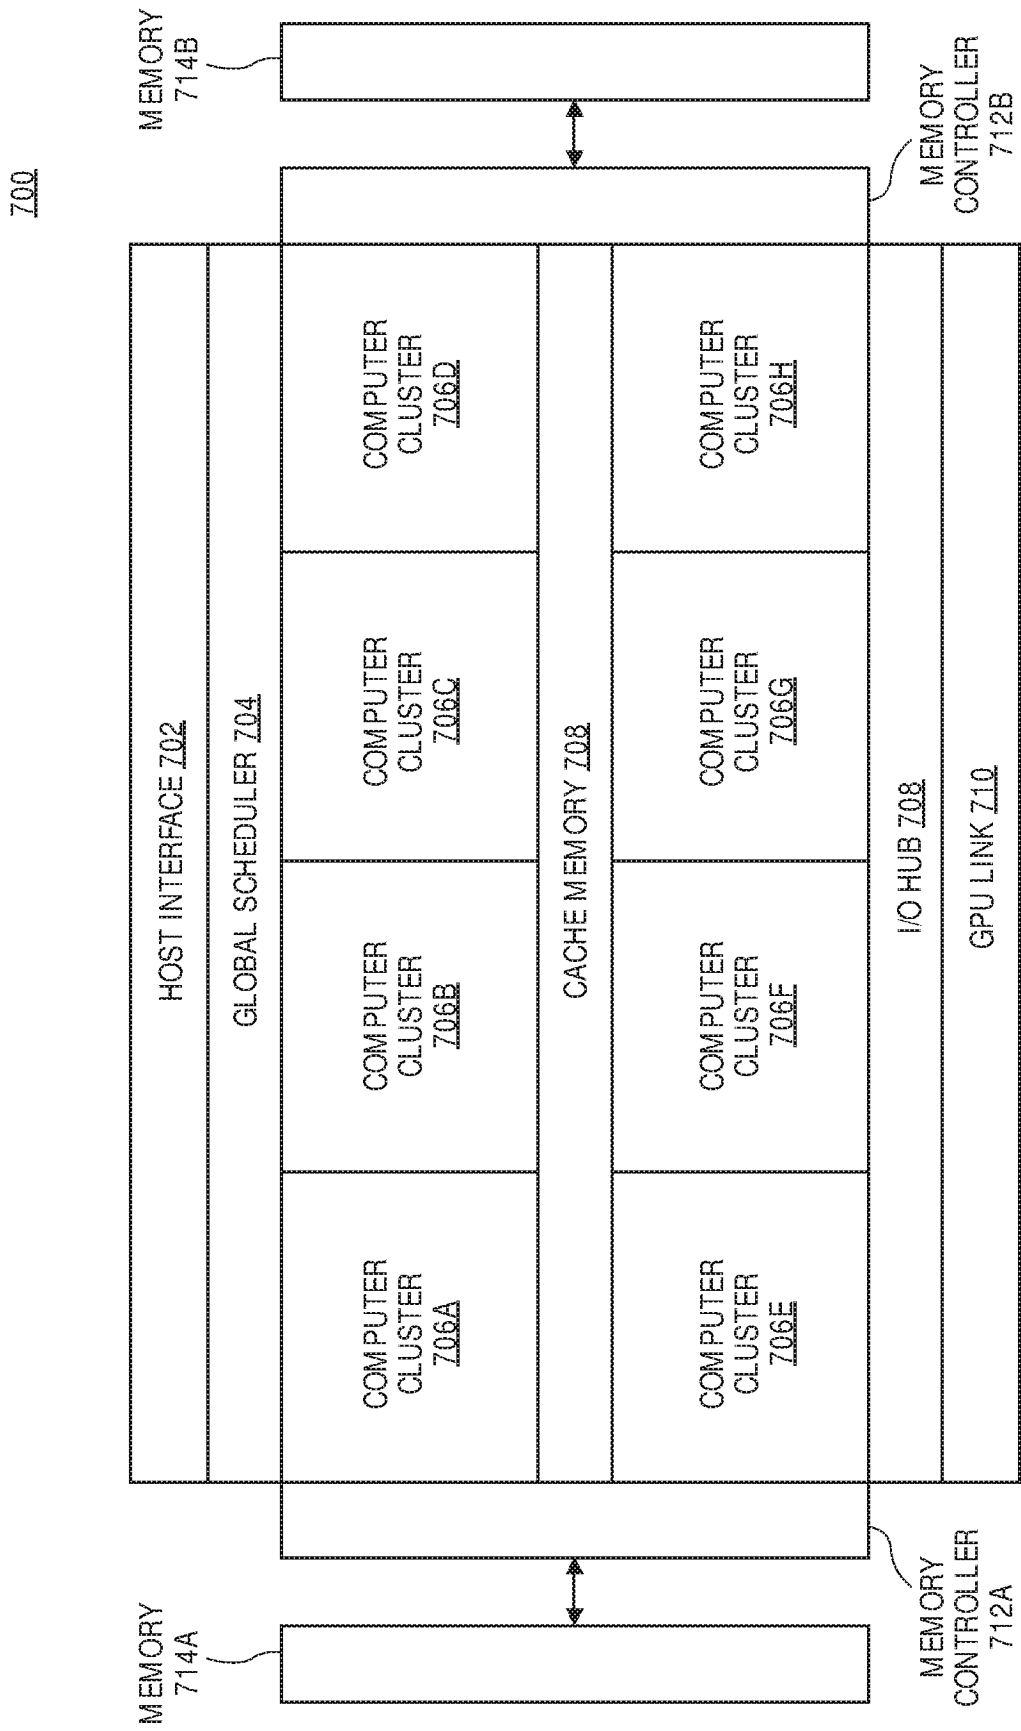 700
MEMORY
714A
MEMORY
714B
HOST INTERFACE 702
GLOBAL SCHEDULER 704
COMPUTER
CLUSTER
706A
COMPUTER
CLUSTER
706B
COMPUTER
CLUSTER
706C
COMPUTER
CLUSTER
706D
CACHE MEMORY 708
COMPUTER
CLUSTER
706E
COMPUTER
CLUSTER
706F
COMPUTER
CLUSTER
706G
COMPUTER
CLUSTER
706H
I/O HUB 708
GPU LINK 710
MEMORY
CONTROLLER
712A
MEMORY
CONTROLLER
712B